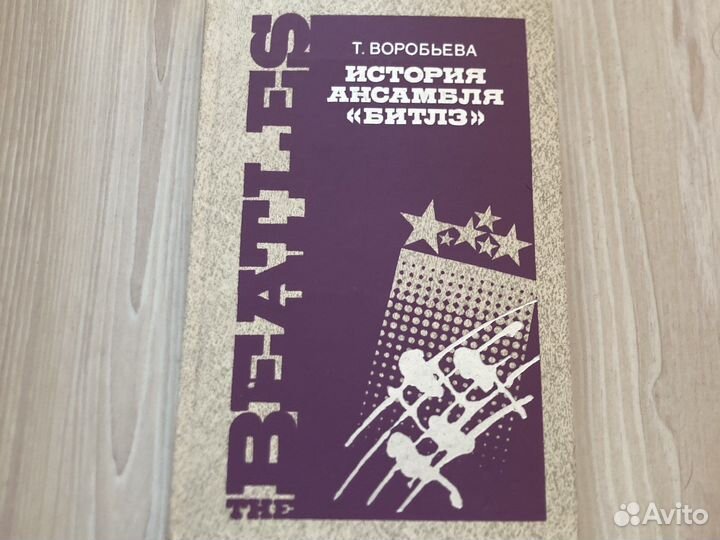 Т. ВОРОБЬЕВА
ИСТОРИЯ
АНСАМБЛЯ
«БИТЛЗ»
THE BEATLES
Avito